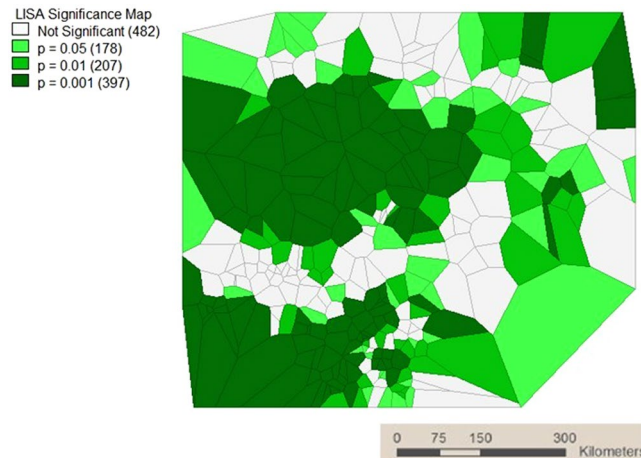 LISA Significance Map
Not Significant (482)
p = 0.05 (178)
p = 0.01 (207)
p = 0.001 (397)
0 75 150 300
Kilometers